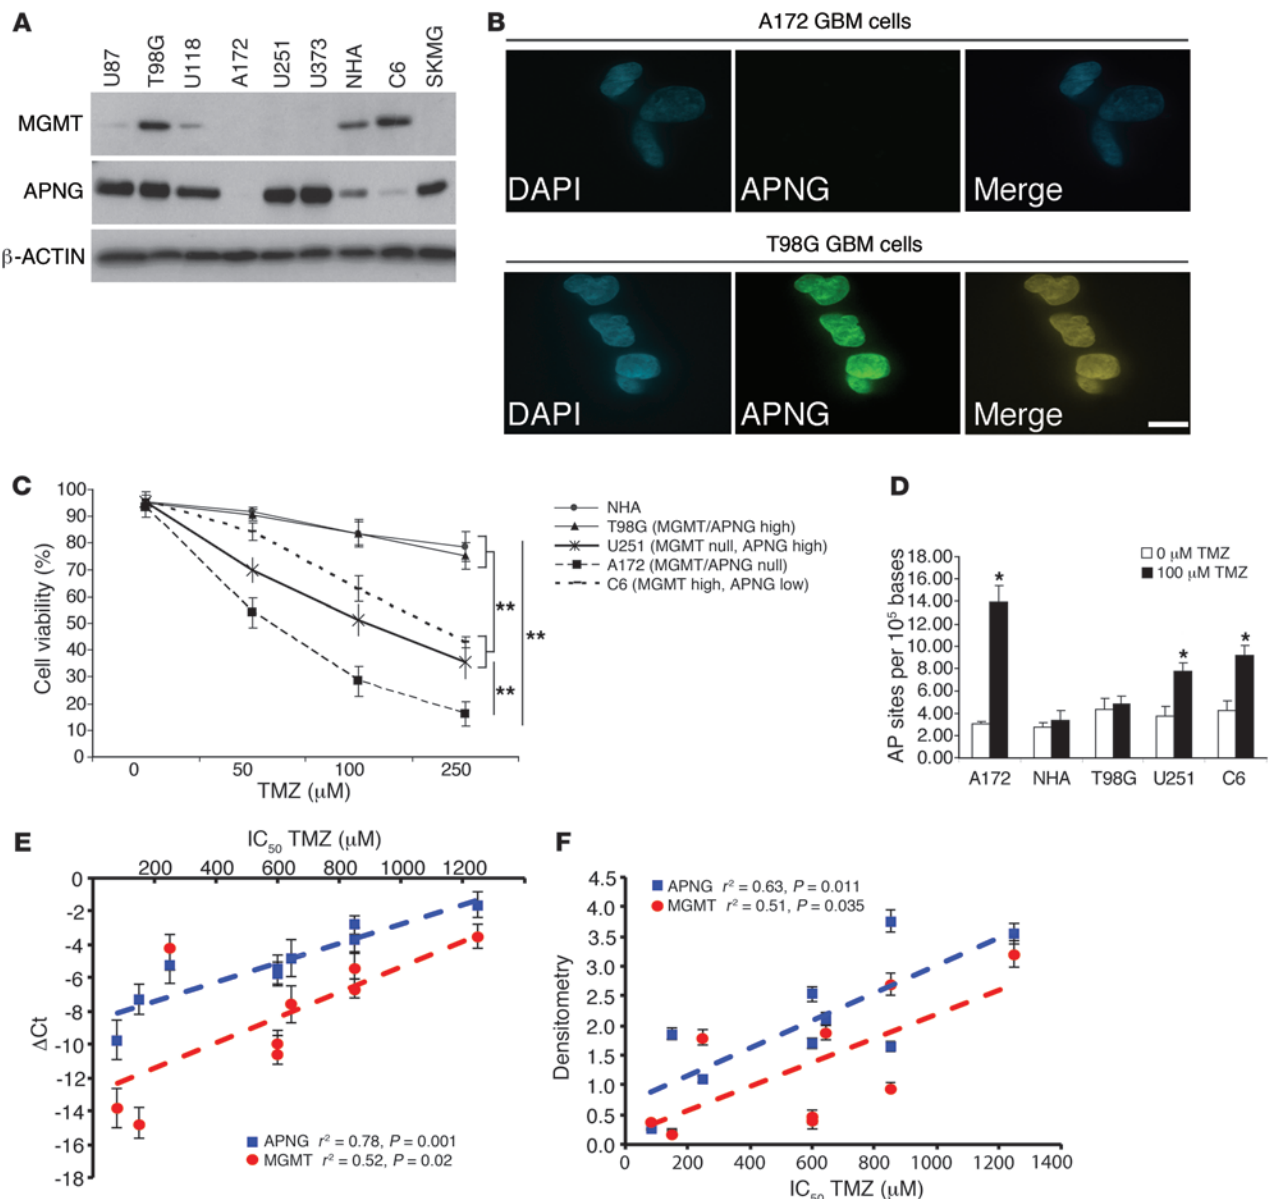 A
U87
T98G
U118
A172
U251
U373
NHA
C6
SKMG
MGMT
APNG
β-ACTIN
B
A172 GBM cells
DAPI
APNG
Merge
T98G GBM cells
DAPI
APNG
Merge
C
Cell viability (%)
100
90
80
70
60
50
40
30
20
10
0
0
50
100
250
TMZ (μM)
NHA
T98G (MGMT/APNG high)
U251 (MGMT null, APNG high)
A172 (MGMT/APNG null)
C6 (MGMT high, APNG low)
**
**
**
D
AP sites per 10⁵ bases
18.00
16.00
14.00
12.00
10.00
8.00
6.00
4.00
2.00
0.00
0 μM TMZ
100 μM TMZ
*
*
*
A172
NHA
T98G
U251
C6
E
IC₅₀ TMZ (μM)
200
400
600
800
1000
1200
ΔCt
0
-2
-4
-6
-8
-10
-12
-14
-16
-18
APNG r² = 0.78, P = 0.001
MGMT r² = 0.52, P = 0.02
F
Densitometry
4.5
4.0
3.5
3.0
2.5
2.0
1.5
1.0
0.5
0.0
APNG r² = 0.63, P = 0.011
MGMT r² = 0.51, P = 0.035
0
200
400
600
800
1000
1200
1400
IC₅₀ TMZ (μM)